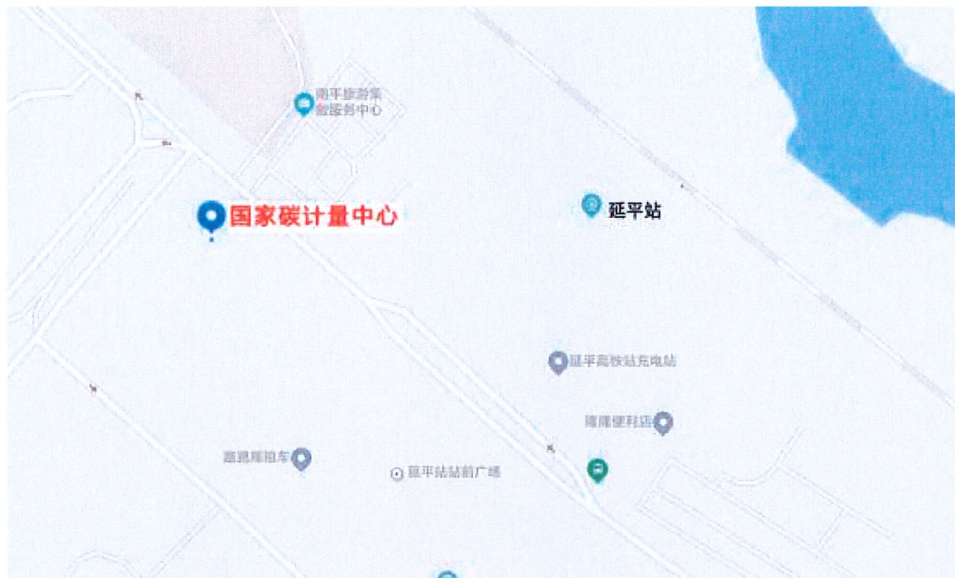 南平旅游集
散服务中心
国家碳计量中心
延平站
延平高铁站充电站
便利店
租车
延平站站前广场